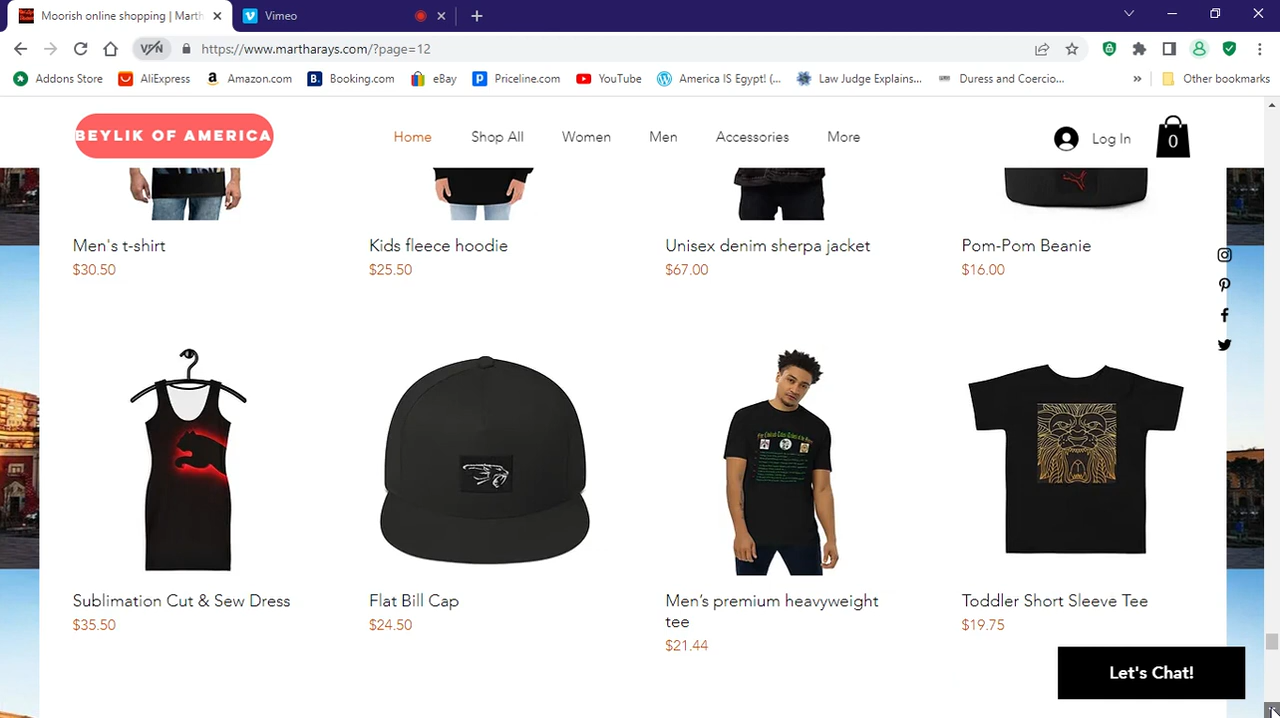 Moorish online shopping | Marth
Vimeo
VPN
https://www.martharays.com/?page=12
Addons Store
AliExpress
Amazon.com
Booking.com
eBay
Priceline.com
YouTube
America IS Egypt! (...
Law Judge Explains...
Duress and Coercio...
»
Other bookmarks
BEYLIK OF AMERICA
Home
Shop All
Women
Men
Accessories
More
Log In
0
Men's t-shirt
Kids fleece hoodie
Unisex denim sherpa jacket
Pom-Pom Beanie
$30.50
$25.50
$67.00
$16.00
Sublimation Cut & Sew Dress
Flat Bill Cap
Men's premium heavyweight
tee
Toddler Short Sleeve Tee
$35.50
$24.50
$21.44
$19.75
Let's Chat!